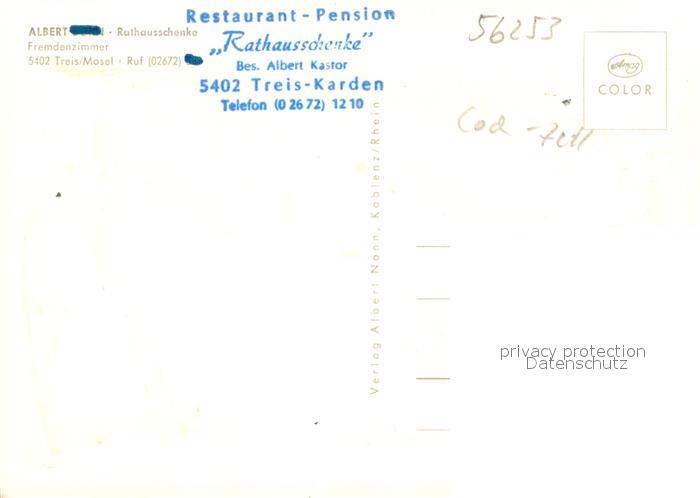 Restaurant - Pension
„Rathausschenke”
Bes. Albert Kastor
5402 Treis-Karden
Telefon (0 26 72) 12 10
ALBERT · Rathausschenke
Fremdenzimmer
5402 Treis/Mosel · Ruf (02672)
56253
Cod -
COLOR
Verlag Albert Nonn, Koblenz/Rhein
privacy protection
Datenschutz